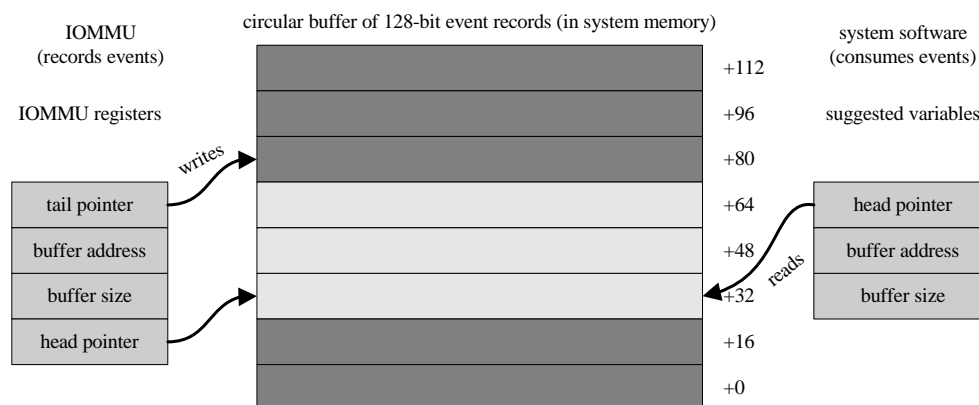 circular buffer of 128-bit event records (in system memory)
IOMMU
(records events)
system software
(consumes events)
IOMMU registers
suggested variables
writes
reads
tail pointer
buffer address
buffer size
head pointer
+112
+96
+80
+64
+48
+32
+16
+0
head pointer
buffer address
buffer size